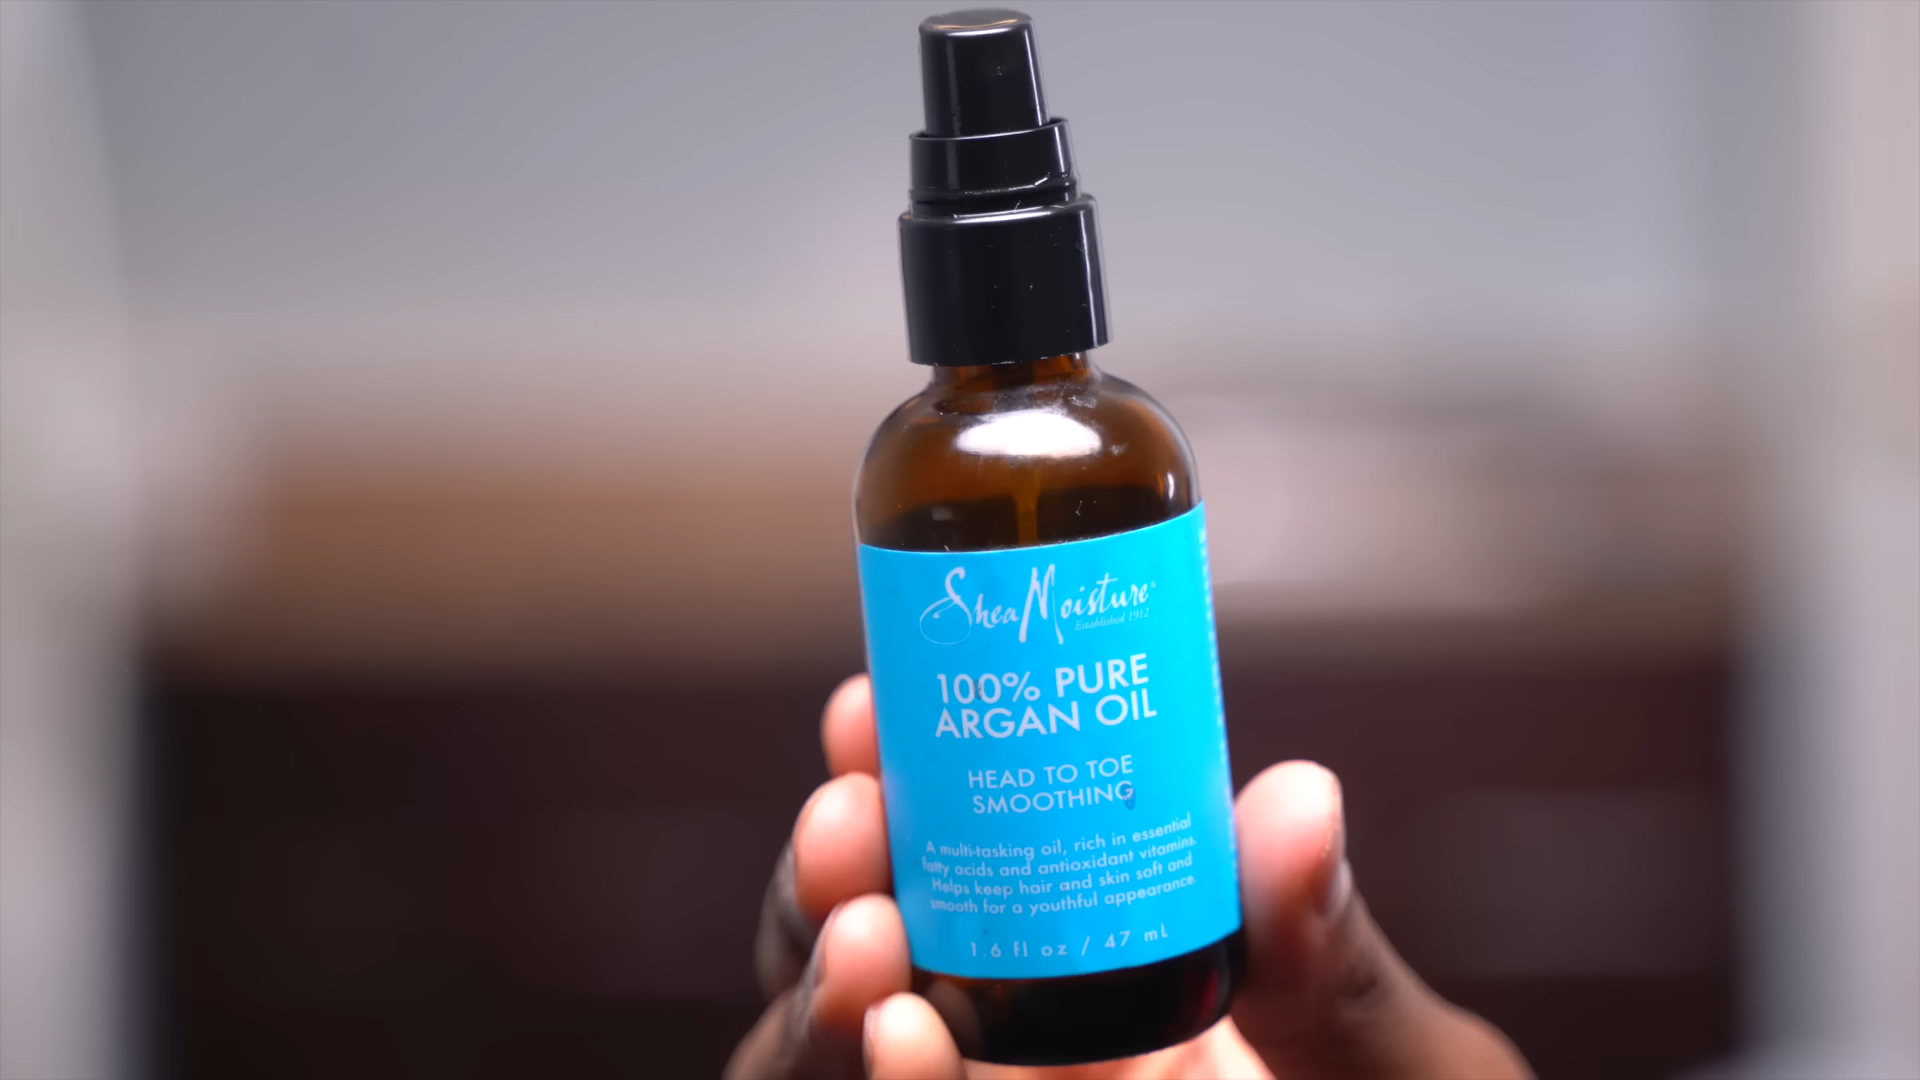 SheaMoisture®
Established 1912
100% PURE
ARGAN OIL
HEAD TO TOE
SMOOTHING
A multi-tasking oil, rich in essential
fatty acids and antioxidant vitamins.
Helps keep hair and skin soft and
smooth for a youthful appearance.
1.6 fl oz / 47 mL